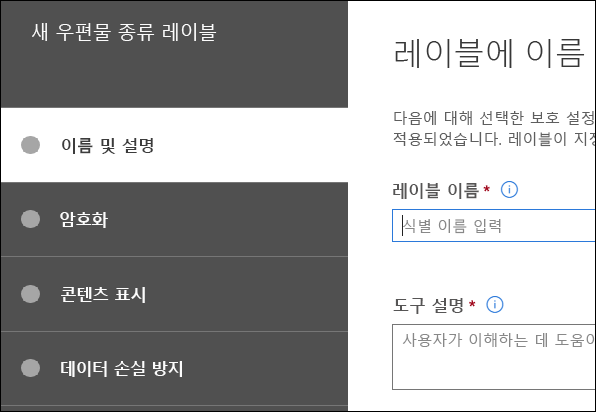 새 우편물 종류 레이블
이름 및 설명
암호화
콘텐츠 표시
데이터 손실 방지
레이블에 이름
다음에 대해 선택한 보호 설정
적용되었습니다. 레이블이 지정
레이블 이름 *
식별 이름 입력
도구 설명 *
사용자가 이해하는 데 도움이